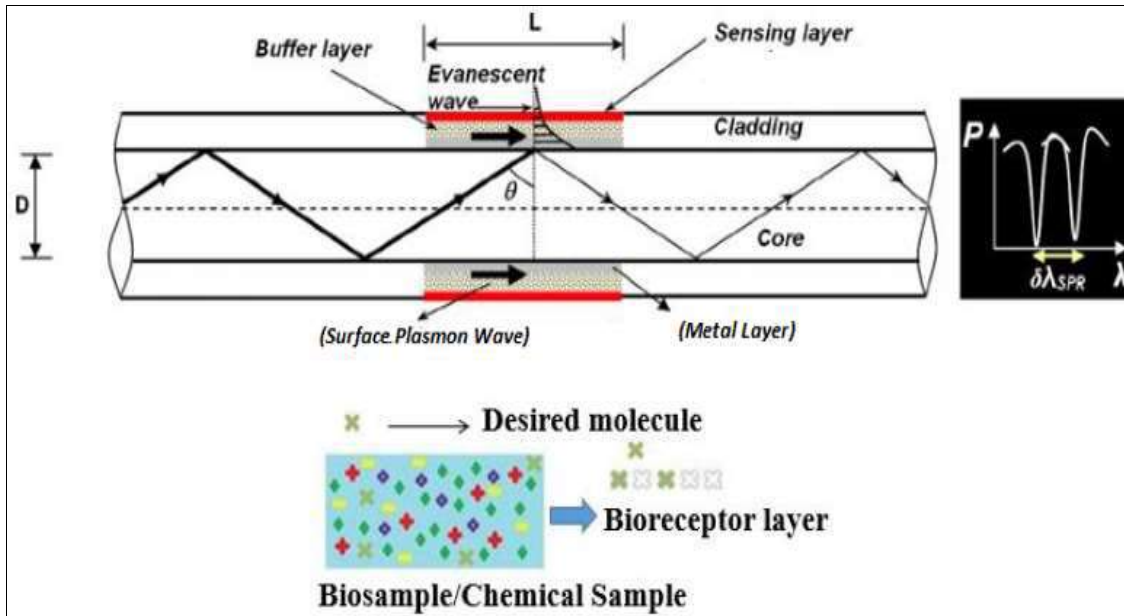 L
Buffer layer
Sensing layer
Evanescent
wave
Cladding
P
D
θ
Core
δλSPR
λ
(Surface.Plasmon Wave)
(Metal Layer)
Desired molecule
Bioreceptor layer
Biosample/Chemical Sample